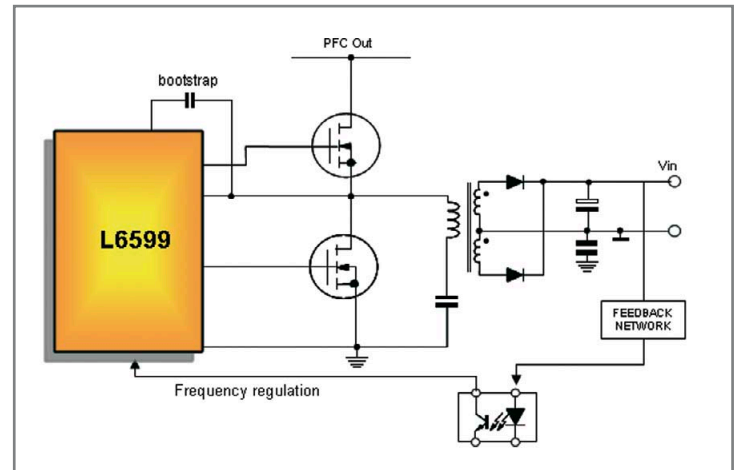 PFC Out
bootstrap
L6599
Vin
FEEDBACK
NETWORK
Frequency regulation